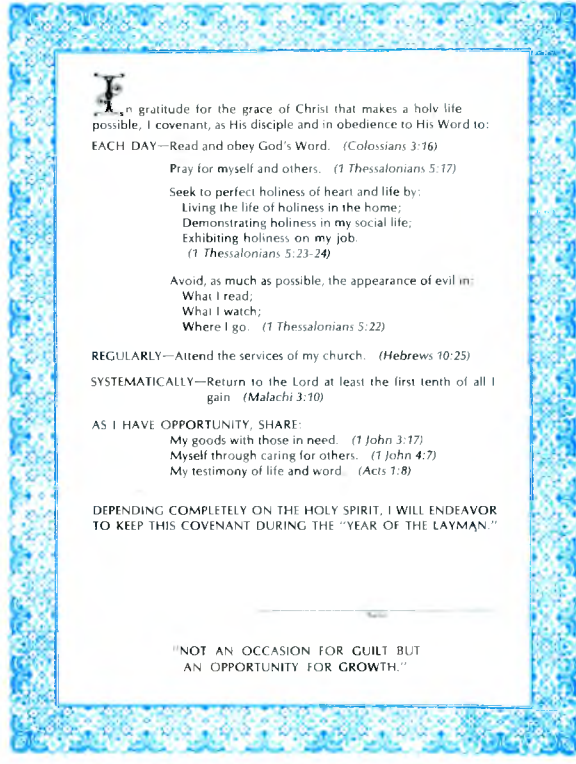 In gratitude for the grace of Christ that makes a holy life
possible, I covenant, as His disciple and in obedience to His Word to:
EACH DAY—Read and obey God's Word. (Colossians 3:16)
Pray for myself and others. (1 Thessalonians 5:17)
Seek to perfect holiness of heart and life by:
Living the life of holiness in the home;
Demonstrating holiness in my social life;
Exhibiting holiness on my job.
(1 Thessalonians 5:23-24)
Avoid, as much as possible, the appearance of evil in:
What I read;
What I watch;
Where I go. (1 Thessalonians 5:22)
REGULARLY—Attend the services of my church. (Hebrews 10:25)
SYSTEMATICALLY—Return to the Lord at least the first tenth of all I
gain (Malachi 3:10)
AS I HAVE OPPORTUNITY, SHARE:
My goods with those in need. (1 John 3:17)
Myself through caring for others. (1 John 4:7)
My testimony of life and word. (Acts 1:8)
DEPENDING COMPLETELY ON THE HOLY SPIRIT, I WILL ENDEAVOR
TO KEEP THIS COVENANT DURING THE "YEAR OF THE LAYMAN."
"NOT AN OCCASION FOR GUILT BUT
AN OPPORTUNITY FOR GROWTH."